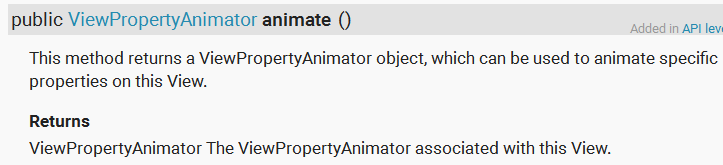 public ViewPropertyAnimator animate ()
Added in API leve
This method returns a ViewPropertyAnimator object, which can be used to animate specific
properties on this View.
Returns
ViewPropertyAnimator The ViewPropertyAnimator associated with this View.